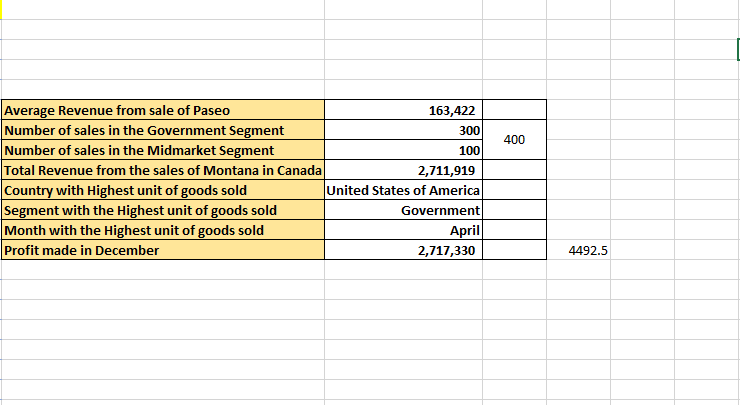 Average Revenue from sale of Paseo 163,422
Number of sales in the Government Segment 300
400
Number of sales in the Midmarket Segment 100
Total Revenue from the sales of Montana in Canada 2,711,919
Country with Highest unit of goods sold United States of America
Segment with the Highest unit of goods sold Government
Month with the Highest unit of goods sold April
Profit made in December 2,717,330 4492.5